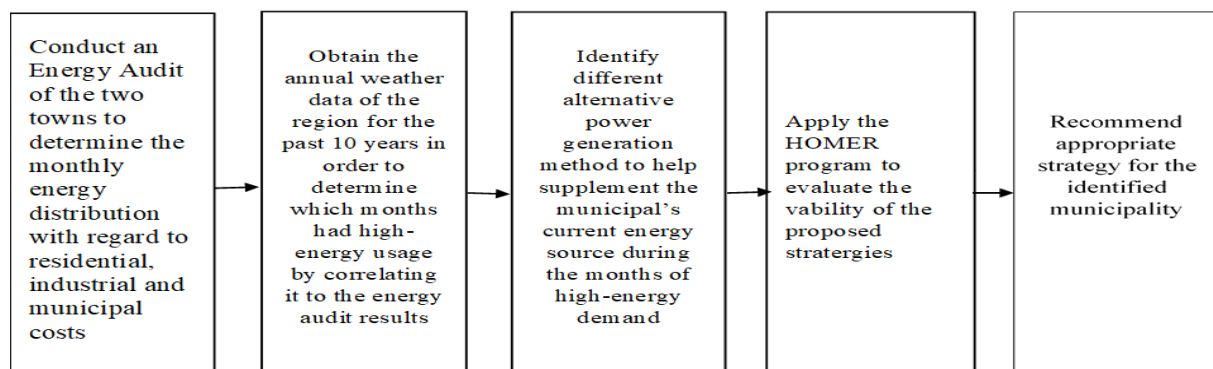 Conduct an
Energy Audit
of the two
towns to
determine the
monthly
energy
distribution
with regard to
residential,
industrial and
municipal
costs
Obtain the
annual weather
data of the
region for the
past 10 years in
order to
determine
which months
had high-
energy usage
by correlating
it to the energy
audit results
Identify
different
alternative
power
generation
method to help
supplement the
municipal's
current energy
source during
the months of
high-energy
demand
Apply the
HOMER
program to
evaluate the
vability of the
proposed
stratergies
Recommend
appropriate
strategy for the
identified
municipality